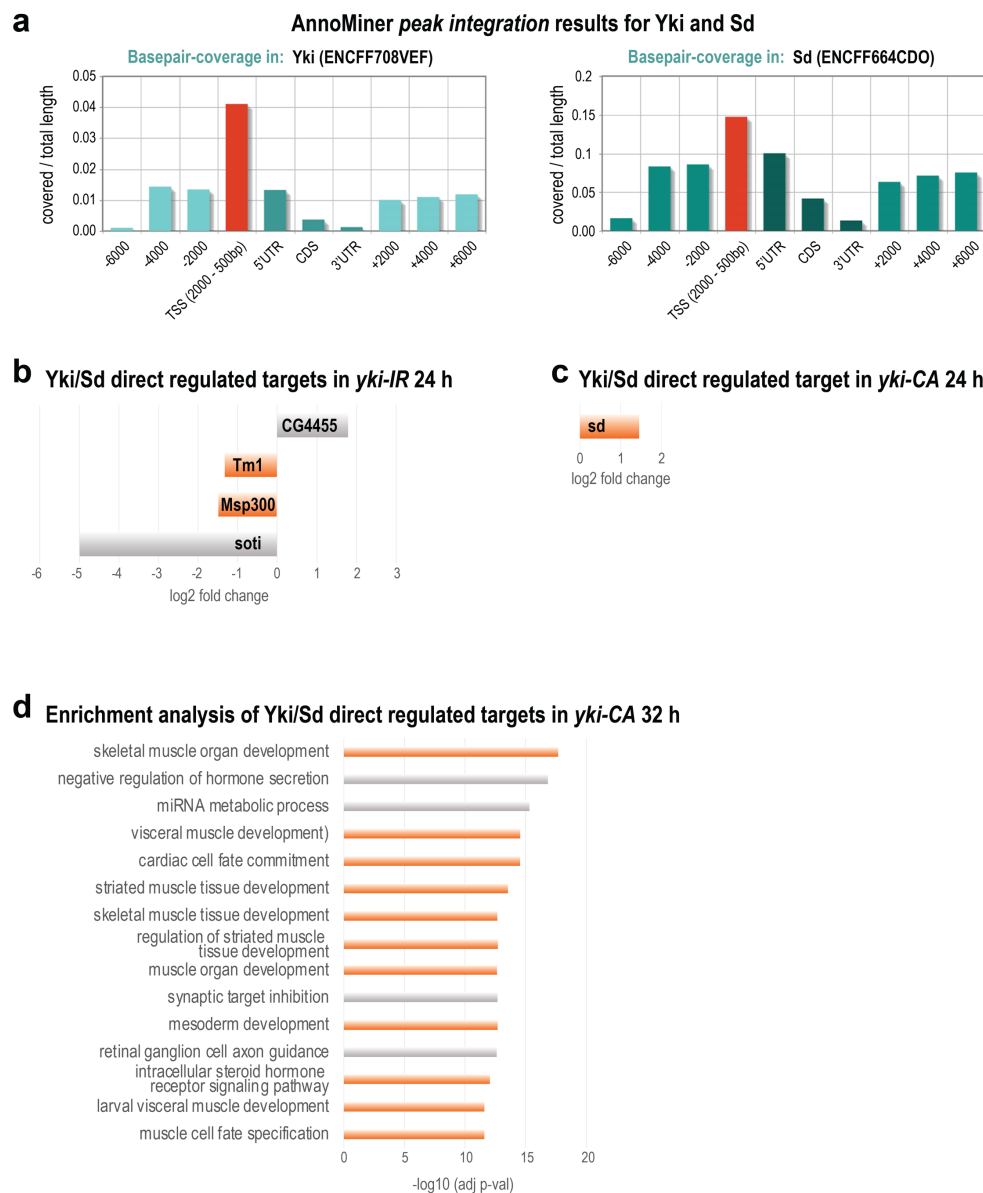 a
AnnoMiner peak integration results for Yki and Sd
Basepair-coverage in: Yki (ENCFF708VEF)
covered / total length
0.05
0.04
0.03
0.02
0.01
0.00
-6000
-4000
-2000
TSS (2000 - 500bp)
5'UTR
CDS
3'UTR
+2000
+4000
+6000
Basepair-coverage in: Sd (ENCFF664CDO)
covered / total length
0.2
0.15
0.1
0.05
0.00
-6000
-4000
-2000
TSS (2000 - 500bp)
5'UTR
CDS
3'UTR
+2000
+4000
+6000
b Yki/Sd direct regulated targets in yki-IR 24 h
CG4455
Tm1
Msp300
soti
-6 -5 -4 -3 -2 -1 0 1 2 3
log2 fold change
c Yki/Sd direct regulated target in yki-CA 24 h
sd
0 1 2
log2 fold change
d Enrichment analysis of Yki/Sd direct regulated targets in yki-CA 32 h
skeletal muscle organ development
negative regulation of hormone secretion
miRNA metabolic process
visceral muscle development)
cardiac cell fate commitment
striated muscle tissue development
skeletal muscle tissue development
regulation of striated muscle
tissue development
muscle organ development
synaptic target inhibition
mesoderm development
retinal ganglion cell axon guidance
intracellular steroid hormone
receptor signaling pathway
larval visceral muscle development
muscle cell fate specification
0 5 10 15 20
-log10 (adj p-val)